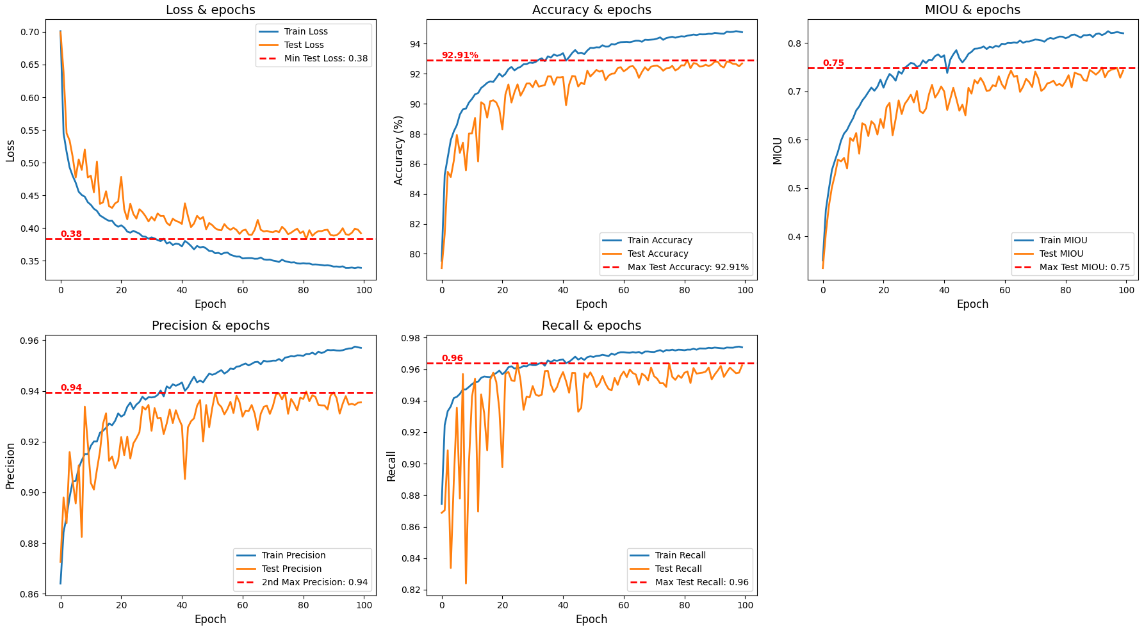 Loss & epochs
0.70
0.65
0.60
0.55
0.50
0.45
0.40
0.35
Loss
0.38
Train Loss
Test Loss
Min Test Loss: 0.38
0
20
40
60
80
100
Epoch
Accuracy & epochs
94
92
90
88
86
84
82
80
Accuracy (%)
92.91%
Train Accuracy
Test Accuracy
Max Test Accuracy: 92.91%
0
20
40
60
80
100
Epoch
MIOU & epochs
0.8
0.7
0.6
0.5
0.4
MIOU
0.75
Train MIOU
Test MIOU
Max Test MIOU: 0.75
0
20
40
60
80
100
Epoch
Precision & epochs
0.96
0.94
0.92
0.90
0.88
0.86
Precision
0.94
Train Precision
Test Precision
2nd Max Precision: 0.94
0
20
40
60
80
100
Epoch
Recall & epochs
0.98
0.96
0.94
0.92
0.90
0.88
0.86
0.84
0.82
Recall
0.96
Train Recall
Test Recall
Max Test Recall: 0.96
0
20
40
60
80
100
Epoch